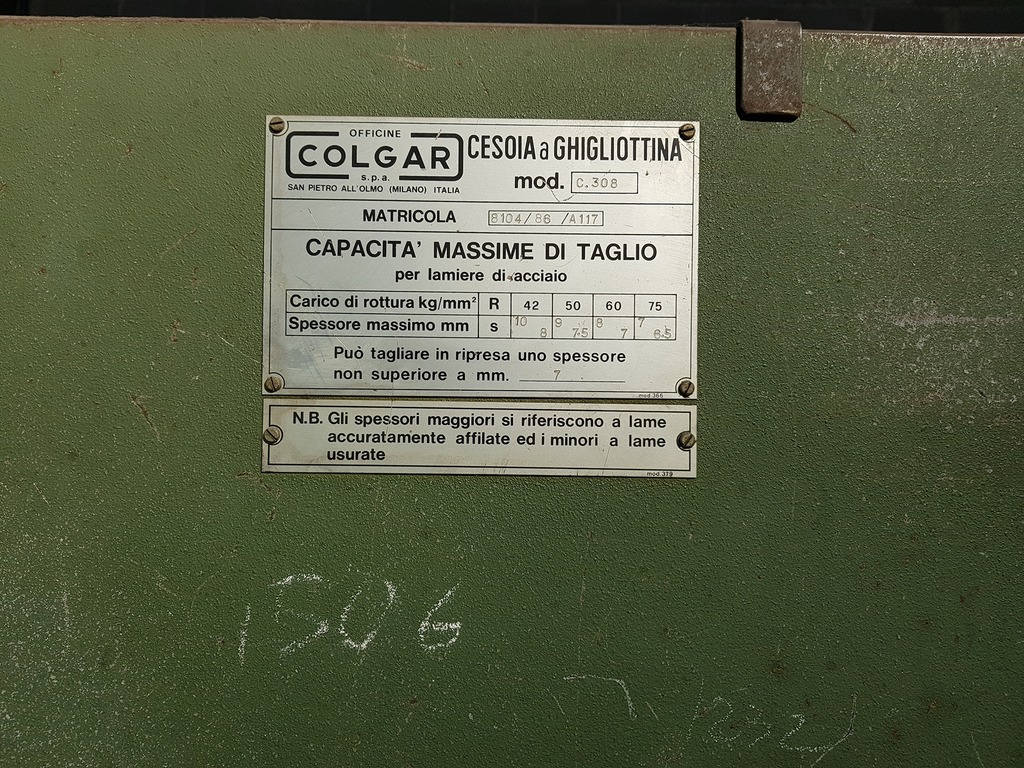 OFFICINE
COLGAR
s.p.a.
SAN PIETRO ALL'OLMO (MILANO) ITALIA
CESOIA a GHIGLIOTTINA
mod. C.308
MATRICOLA 8104/86 /A117
CAPACITA' MASSIME DI TAGLIO
per lamiere di acciaio
Carico di rottura kg/mm² R 42 50 60 75
Spessore massimo mm s 10 8 9 7.5 8 7 7 6.5
Può tagliare in ripresa uno spessore
non superiore a mm. 7
mod.366
N.B. Gli spessori maggiori si riferiscono a lame
accuratamente affilate ed i minori a lame
usurate
mod.379
1506